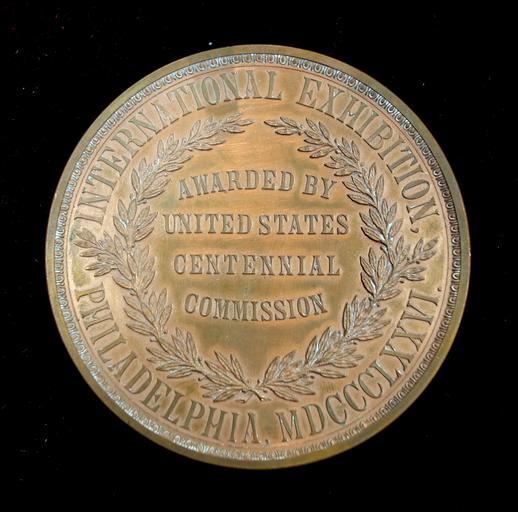 INTERNATIONAL EXHIBITION,
PHILADELPHIA, MDCCCLXXVI.
AWARDED BY
UNITED STATES
CENTENNIAL
COMMISSION